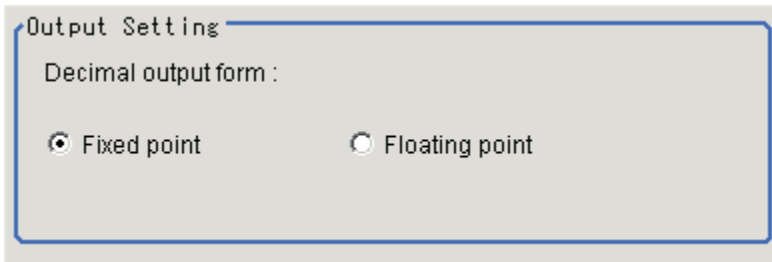 Output Setting
Decimal output form :
Fixed point Floating point